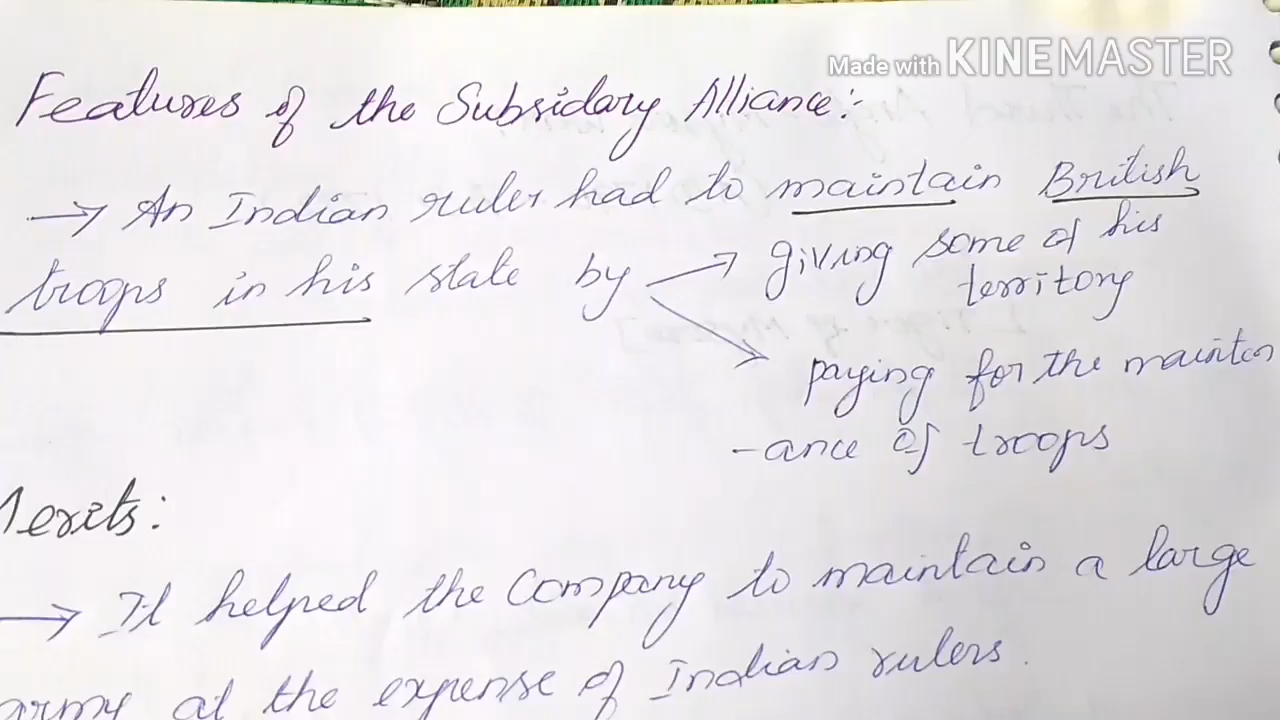 Made with KINEMASTER
Features of the Subsidary Alliance:-
→ An Indian ruler had to maintain British
troops in his state by → giving some of his
territory
→ paying for the mainten
-ance of troops
Merits:
→ It helped the Company to maintain a large
army at the expense of Indian rulers.